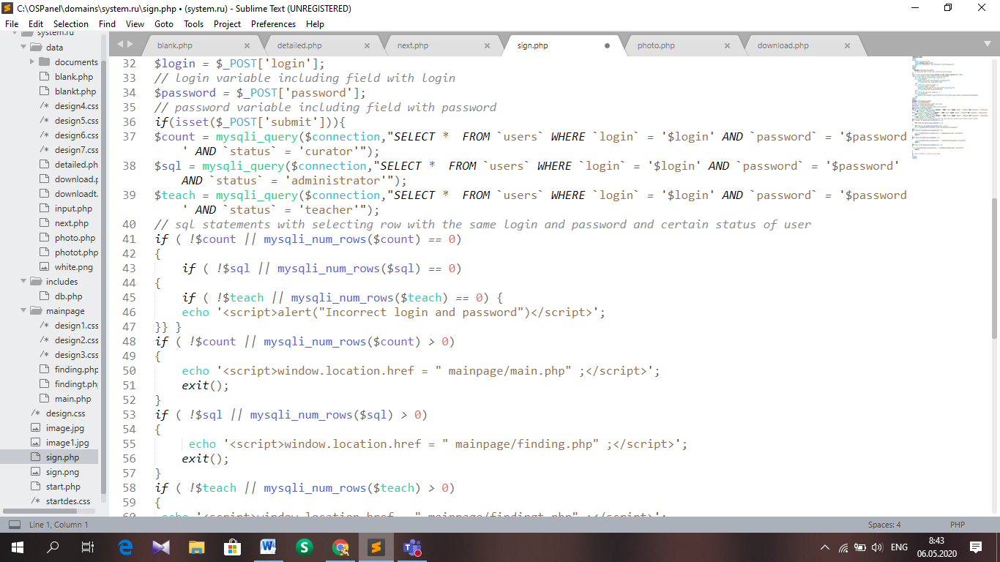 C:\OSPanel\domains\system.ru\sign.php • (system.ru) - Sublime Text (UNREGISTERED)
File Edit Selection Find View Goto Tools Project Preferences Help
system.ru
data
documents
blank.php
blankt.php
design4.css
design5.css
design6.css
design7.css
detailed.ph
download.p
downloadt.
input.php
next.php
photo.php
photot.php
white.png
includes
db.php
mainpage
design1.css
design2.css
design3.css
finding.php
findingt.ph
main.php
design.css
image.jpg
image1.jpg
sign.php
sign.png
start.php
startdes.css
blank.php detailed.php next.php sign.php photo.php download.php
32 $login = $_POST['login'];
33 // login variable including field with login
34 $password = $_POST['password'];
35 // password variable including field with password
36 if(isset($_POST['submit'])){
37 $count = mysqli_query($connection,"SELECT *  FROM `users` WHERE `login` = '$login' AND `password` = '$password
' AND `status` = 'curator'");
38 $sql = mysqli_query($connection,"SELECT *  FROM `users` WHERE `login` = '$login' AND `password` = '$password'
AND `status` = 'administrator'");
39 $teach = mysqli_query($connection,"SELECT *  FROM `users` WHERE `login` = '$login' AND `password` = '$password
' AND `status` = 'teacher'");
40 // sql statements with selecting row with the same login and password and certain status of user
41 if ( !$count || mysqli_num_rows($count) == 0)
42 {
43     if ( !$sql || mysqli_num_rows($sql) == 0)
44 {
45     if ( !$teach || mysqli_num_rows($teach) == 0) {
46     echo '<script>alert("Incorrect login and password")</script>';
47 }} }
48 if ( !$count || mysqli_num_rows($count) > 0)
49 {
50     echo '<script>window.location.href = " mainpage/main.php" ;</script>';
51     exit();
52 }
53 if ( !$sql || mysqli_num_rows($sql) > 0)
54 {
55      echo '<script>window.location.href = " mainpage/finding.php" ;</script>';
56     exit();
57 }
58 if ( !$teach || mysqli_num_rows($teach) > 0)
59 {
60  echo '<script>window.location.href = " mainpage/findingt.php" ;</script>';
Line 1, Column 1 Spaces: 4 PHP
ENG 8:43
06.05.2020